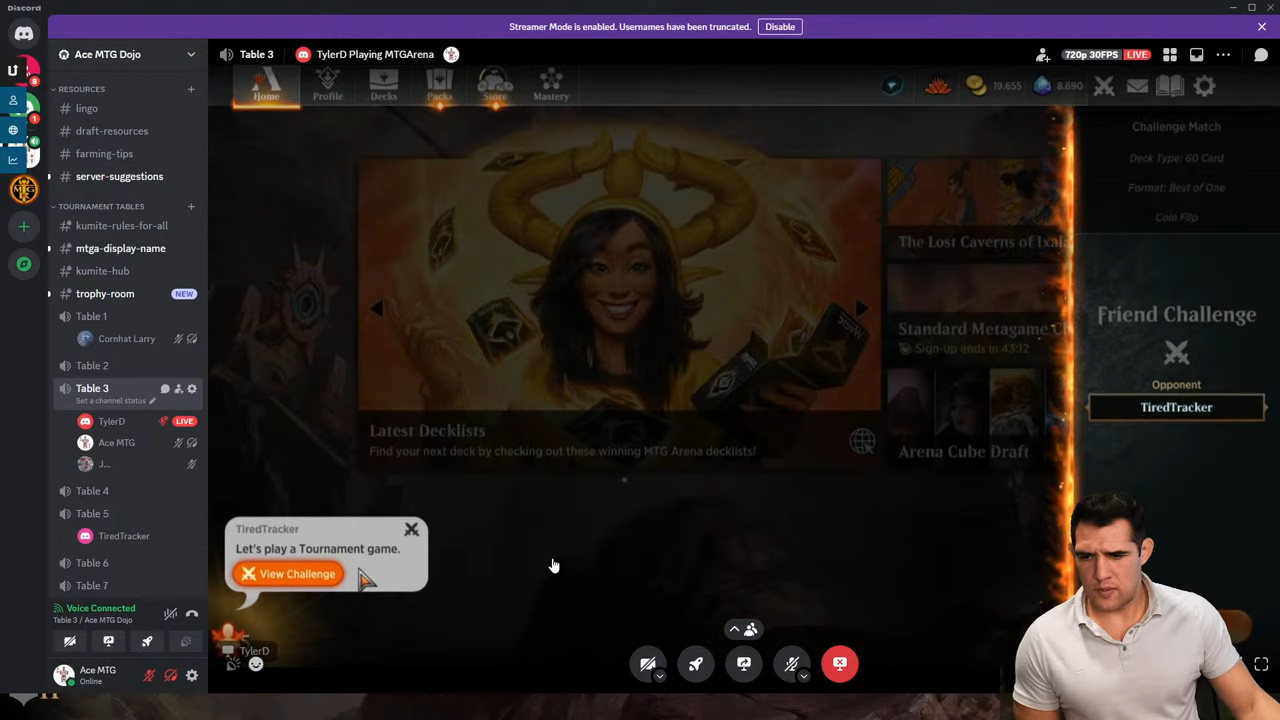 Discord
Streamer Mode is enabled. Usernames have been truncated.
Disable
Ace MTG Dojo
Table 3
TylerD Playing MTGArena
720p 30FPS
LIVE
RESOURCES
lingo
draft-resources
farming-tips
server-suggestions
TOURNAMENT TABLES
kumite-rules-for-all
mtga-display-name
kumite-hub
trophy-room
NEW
Table 1
Cornhat Larry
Table 2
Table 3
Set a channel status
TylerD
LIVE
Ace MTG
J...
Table 4
Table 5
TiredTracker
Table 6
Table 7
Voice Connected
Table 3 / Ace MTG Dojo
Ace MTG
Online
8
1
Home
Profile
Decks
Packs
Store
Mastery
19,655
8,690
Challenge Match
Deck Type: 60 Card
Format: Best of One
Coin Flip
The Lost Caverns of Ixala
Standard Metagame C
Sign-up ends in 43:12
Arena Cube Draft
Latest Decklists
Find your next deck by checking out these winning MTG Arena decklists!
Friend Challenge
Opponent
TiredTracker
TiredTracker
Let's play a Tournament game.
View Challenge
TylerD